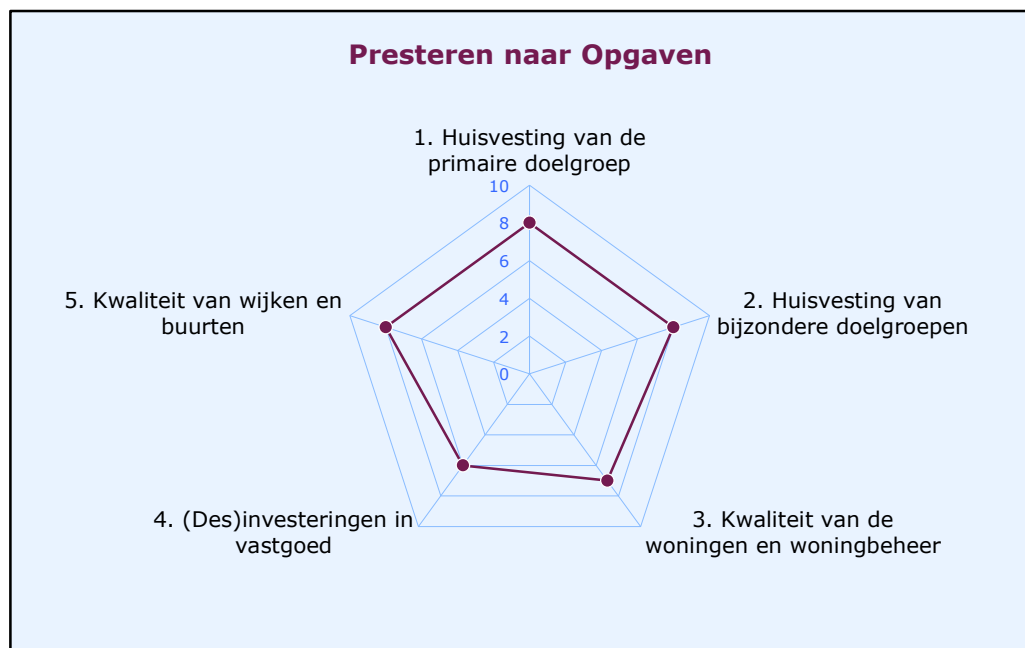 Presteren naar Opgaven
1. Huisvesting van de
primaire doelgroep
10
8
6
4
2
0
5. Kwaliteit van wijken en
buurten
2. Huisvesting van
bijzondere doelgroepen
4. (Des)investeringen in
vastgoed
3. Kwaliteit van de
woningen en woningbeheer